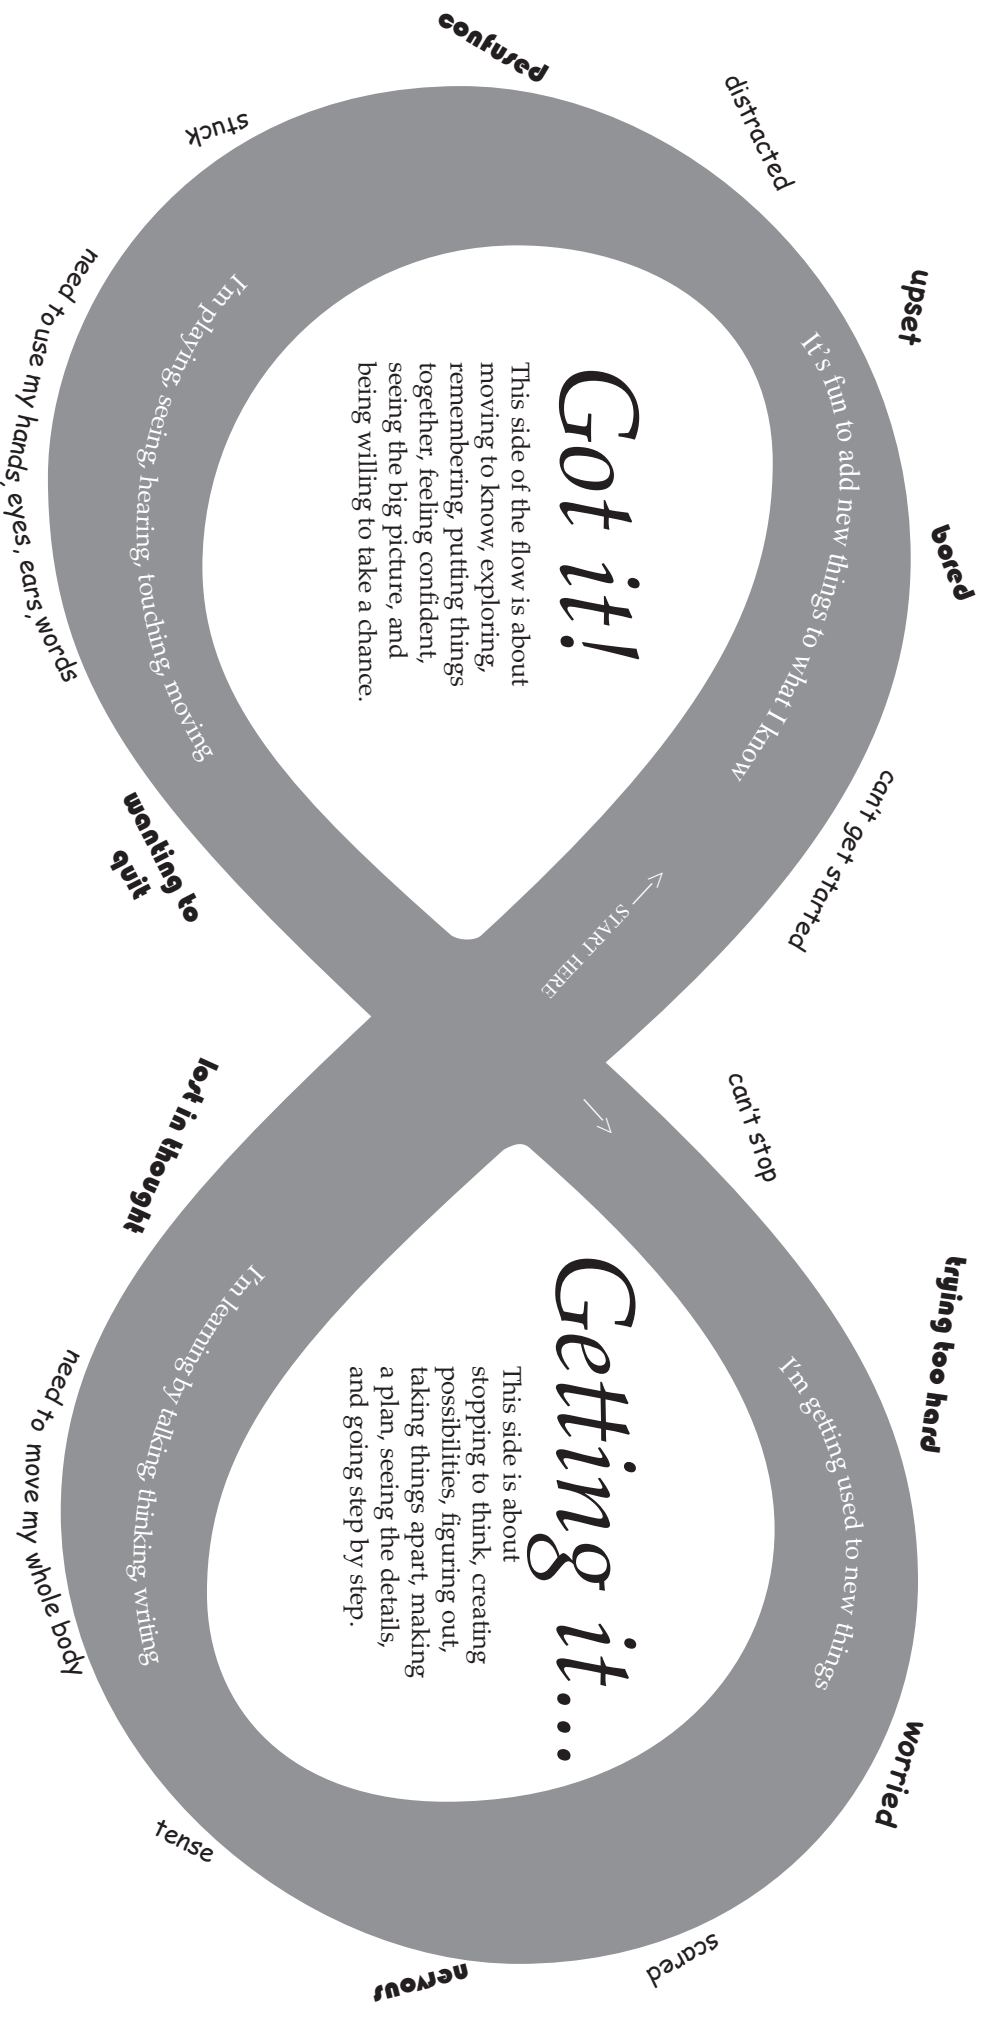 confused
distracted
upset
bored
can't get started
stuck
need to use my hands, eyes, ears, words
wanting to
quit
It's fun to add new things to what I know
I'm playing, seeing, hearing, touching, moving
Got it!
This side of the flow is about
moving to know, exploring,
remembering, putting things
together, feeling confident,
seeing the big picture, and
being willing to take a chance.
START HERE
can't stop
trying too hard
worried
scared
nervous
tense
need to move my whole body
lost in thought
I'm getting used to new things
I'm learning by talking, thinking, writing
Getting it...
This side is about
stopping to think, creating
possibilities, figuring out,
taking things apart, making
a plan, seeing the details,
and going step by step.